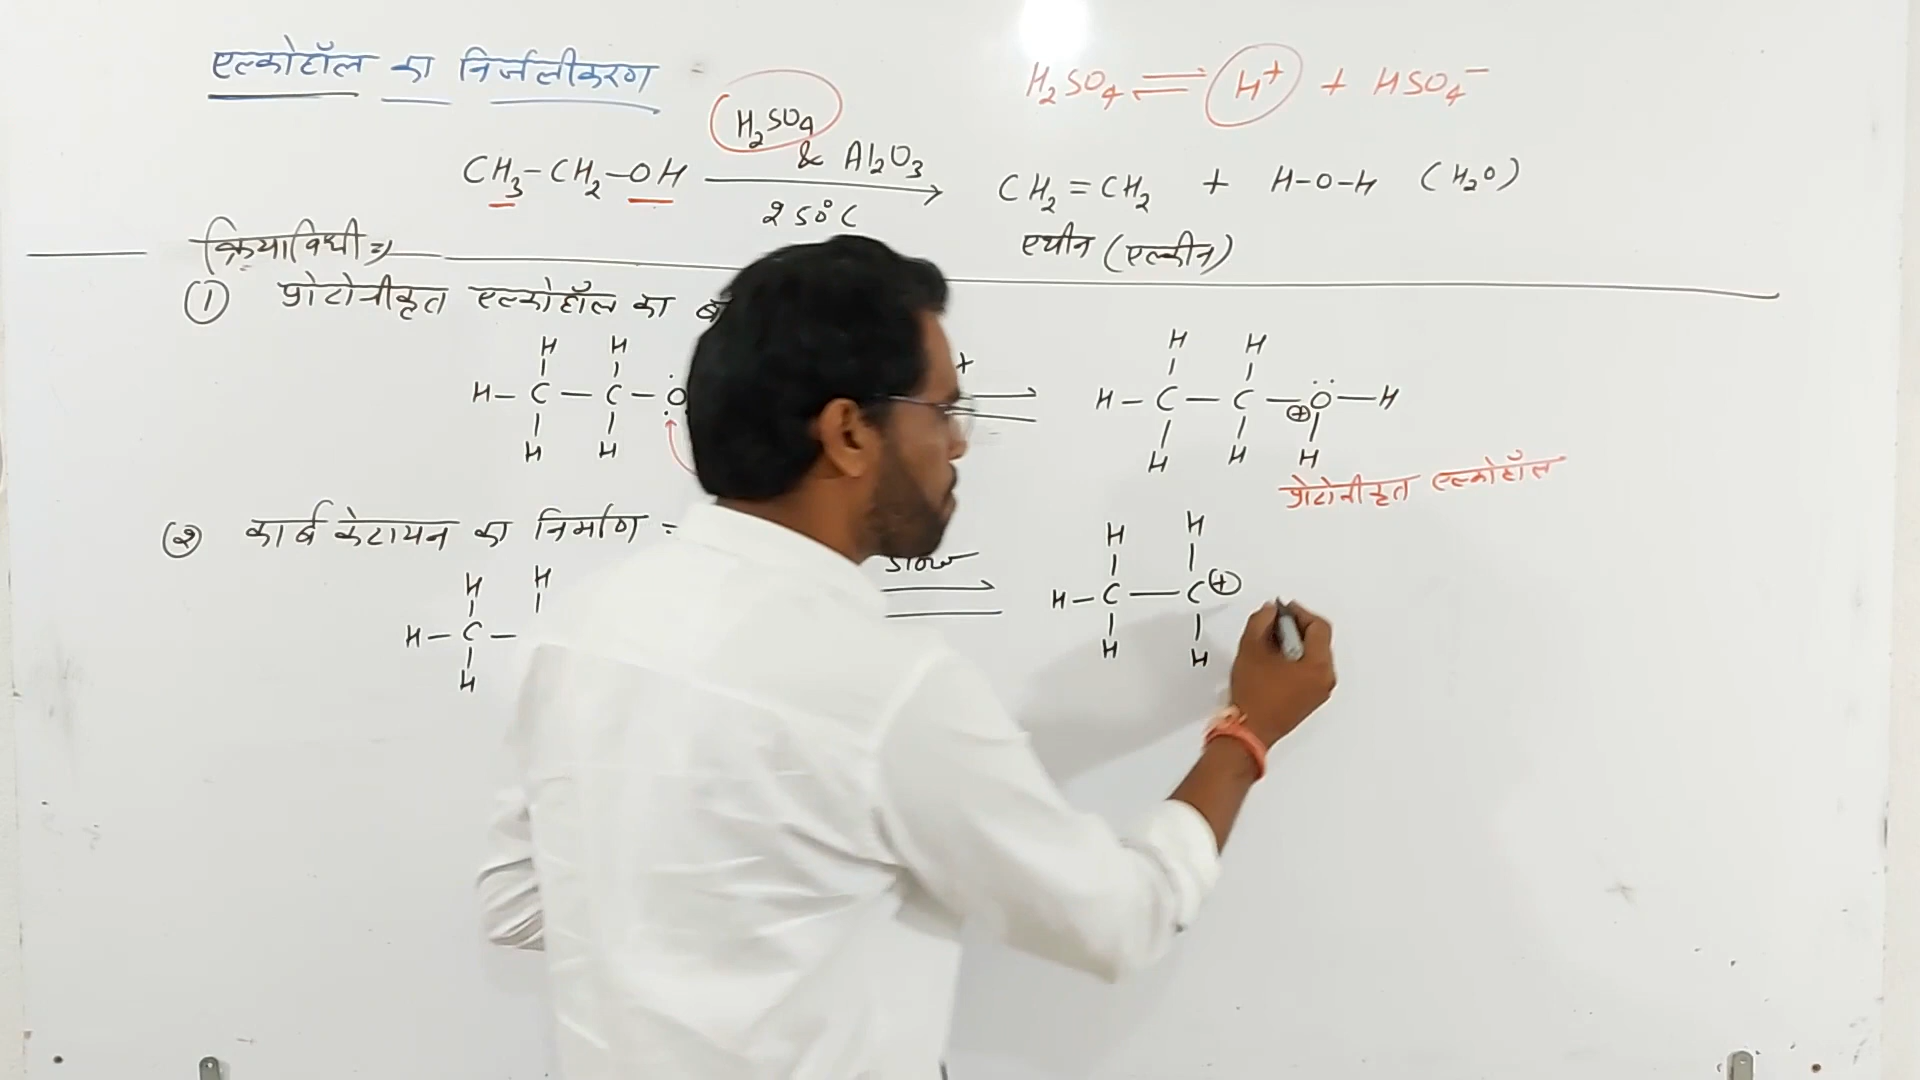 एल्कोहॉल का निर्जलीकरण -
H₂SO₄ ⇌ H⁺ + HSO₄⁻
H₂SO₄
& Al₂O₃
CH₃-CH₂-OH ⟶ CH₂=CH₂ + H-O-H (H₂O)
250°C
एथीन (एल्कीन)
क्रियाविधी ⇒
① प्रोटोनीकृत एल्कोहॉल का
H H H H
H-C-C-O + ⟶ H-C-C-⊕O-H
H H H H H
प्रोटोनीकृत एल्कोहॉल
② कार्ब केटायन का निर्माण =
H H slow H H
H-C- ⟶ H-C-C⊕
H H H